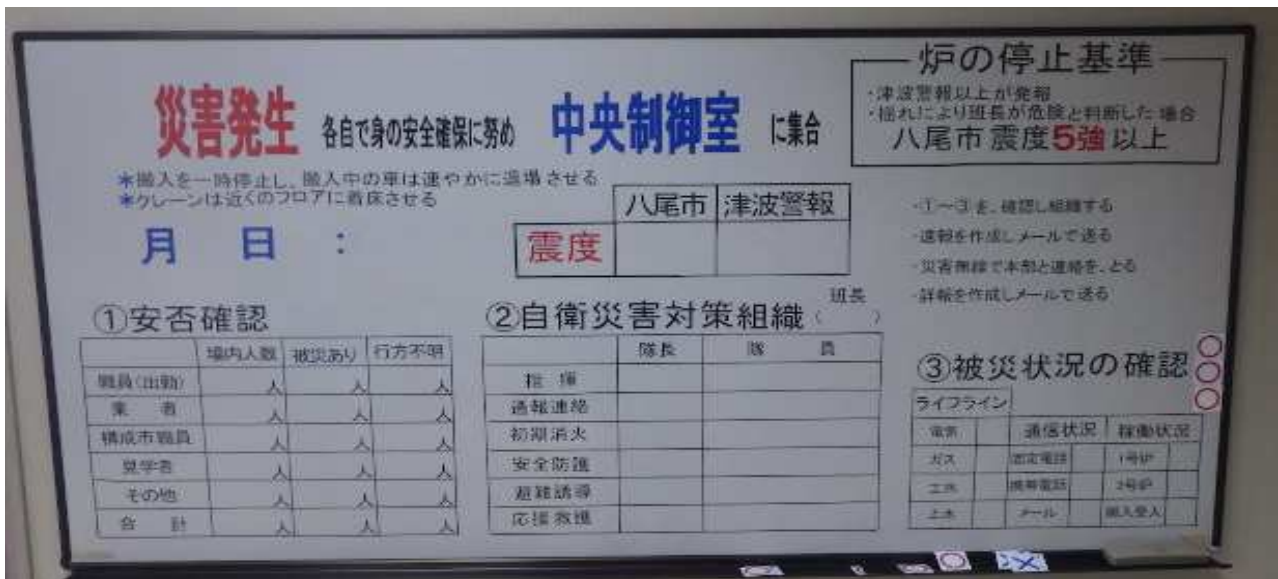 災害発生 各自で身の安全確保に努め 中央制御室 に集合
*搬入を一時停止し、搬入中の車は速やかに退場させる
*クレーンは近くのフロアに着床させる
炉の停止基準
・津波警報以上が発報
・揺れにより班長が危険と判断した場合
八尾市震度5強以上
月 日 :
八尾市 津波警報
震度
・①~③を、確認し組織する
・速報を作成しメールで送る
・災害無線で本部と連絡を、とる
・詳報を作成しメールで送る
①安否確認
場内人数 被災あり 行方不明
職員(出勤) 人 人 人
業者 人 人 人
構成市職員 人 人 人
見学者 人 人 人
その他 人 人 人
合計 人 人 人
②自衛災害対策組織 班長( )
隊長 隊員
指揮
通報連絡
初期消火
安全防護
避難誘導
応援救護
③被災状況の確認
ライフライン
電気 通信状況 稼働状況
ガス 固定電話 1号炉
工水 携帯電話 2号炉
上水 メール 搬入受入